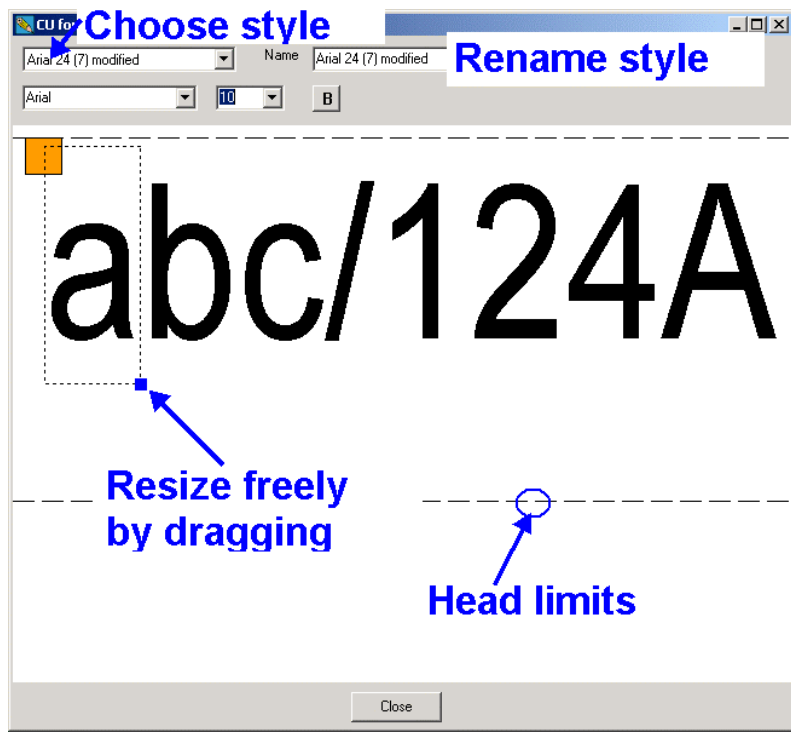 CU for
Choose style
Arial 24 (7) modified
Name
Arial 24 (7) modified
Rename style
Arial
10
B
abc/124A
Resize freely
by dragging
Head limits
Close